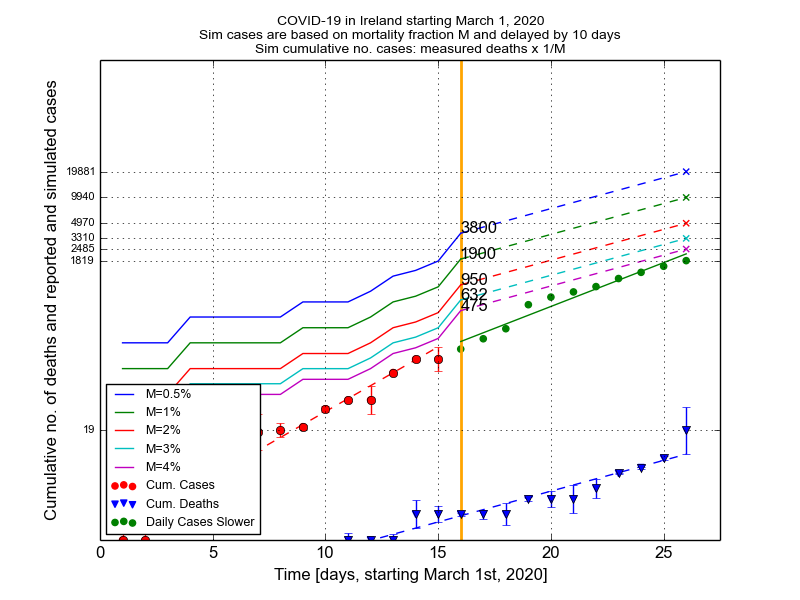 COVID-19 in Ireland starting March 1, 2020
Sim cases are based on mortality fraction M and delayed by 10 days
Sim cumulative no. cases: measured deaths x 1/M
Cumulative no. of deaths and reported and simulated cases
19881
9940
4970
3310
2485
1819
19
3800
1900
950
632
475
M=0.5%
M=1%
M=2%
M=3%
M=4%
Cum. Cases
Cum. Deaths
Daily Cases Slower
0 5 10 15 20 25
Time [days, starting March 1st, 2020]